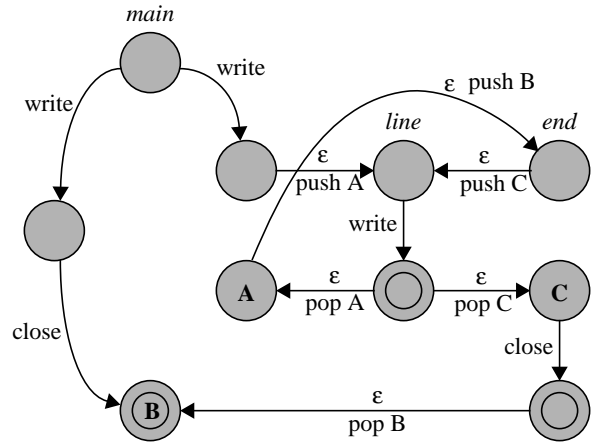 main
write
write
ε push B
line
end
ε
push A
ε
push C
write
A
ε
pop A
ε
pop C
C
close
close
B
ε
pop B